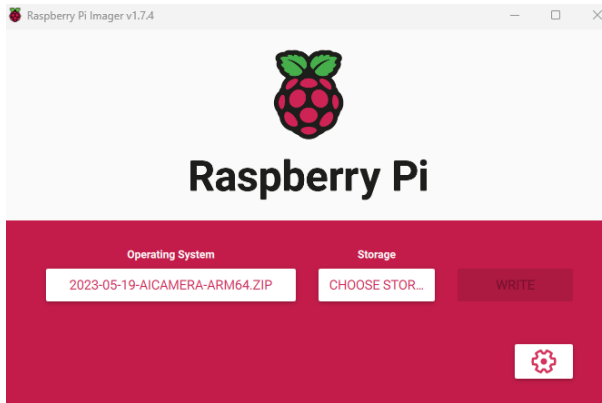 Raspberry Pi Imager v1.7.4
Raspberry Pi
Operating System
Storage
2023-05-19-AICAMERA-ARM64.ZIP
CHOOSE STOR...
WRITE